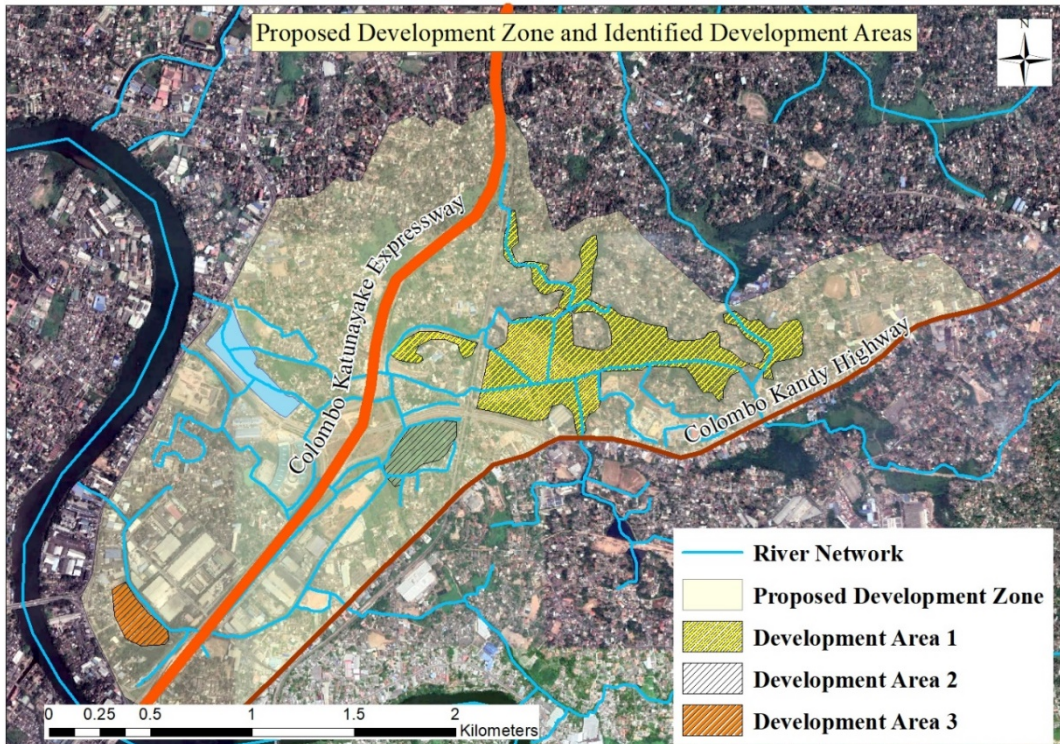 Proposed Development Zone and Identified Development Areas
N
Colombo Katunayake Expressway
Colombo Kandy Highway
River Network
Proposed Development Zone
Development Area 1
Development Area 2
Development Area 3
0 0.25 0.5 1 1.5 2
Kilometers